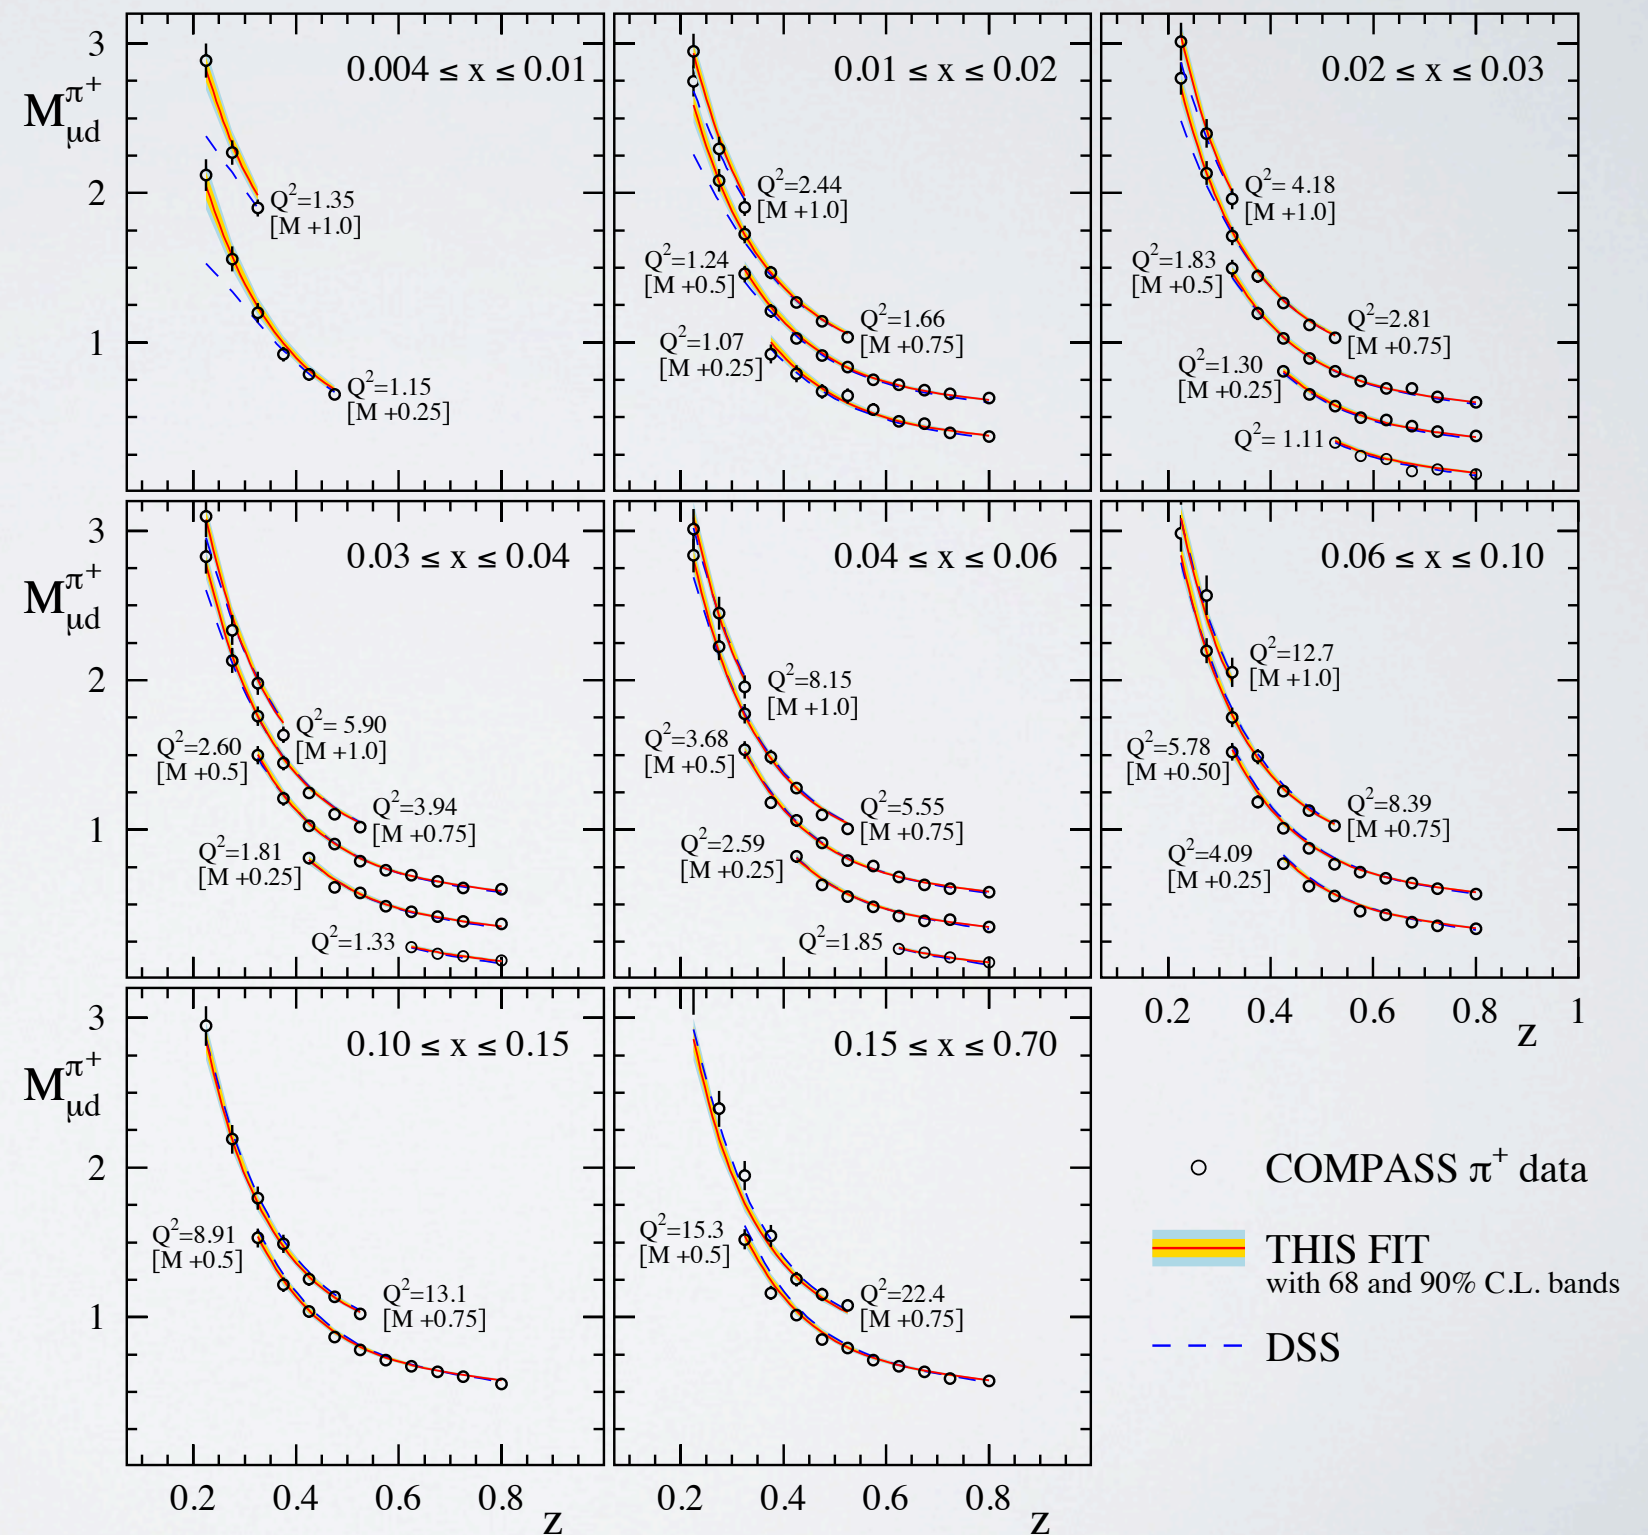 3
2
1
M_μd^π+
0.004 ≤ x ≤ 0.01
Q²=1.35
[M +1.0]
Q²=1.15
[M +0.25]
0.01 ≤ x ≤ 0.02
Q²=2.44
[M +1.0]
Q²=1.24
[M +0.5]
Q²=1.66
[M +0.75]
Q²=1.07
[M +0.25]
0.02 ≤ x ≤ 0.03
Q²= 4.18
[M +1.0]
Q²=1.83
[M +0.5]
Q²=2.81
[M +0.75]
Q²=1.30
[M +0.25]
Q²= 1.11
3
2
1
M_μd^π+
0.03 ≤ x ≤ 0.04
Q²= 5.90
[M +1.0]
Q²=2.60
[M +0.5]
Q²=3.94
[M +0.75]
Q²=1.81
[M +0.25]
Q²=1.33
0.04 ≤ x ≤ 0.06
Q²=8.15
[M +1.0]
Q²=3.68
[M +0.5]
Q²=5.55
[M +0.75]
Q²=2.59
[M +0.25]
Q²=1.85
0.06 ≤ x ≤ 0.10
Q²=12.7
[M +1.0]
Q²=5.78
[M +0.50]
Q²=8.39
[M +0.75]
Q²=4.09
[M +0.25]
0.2 0.4 0.6 0.8 1
z
3
2
1
M_μd^π+
0.10 ≤ x ≤ 0.15
Q²=8.91
[M +0.5]
Q²=13.1
[M +0.75]
0.2 0.4 0.6 0.8
z
0.15 ≤ x ≤ 0.70
Q²=15.3
[M +0.5]
Q²=22.4
[M +0.75]
0.2 0.4 0.6 0.8
z
COMPASS π⁺ data
THIS FIT
with 68 and 90% C.L. bands
DSS